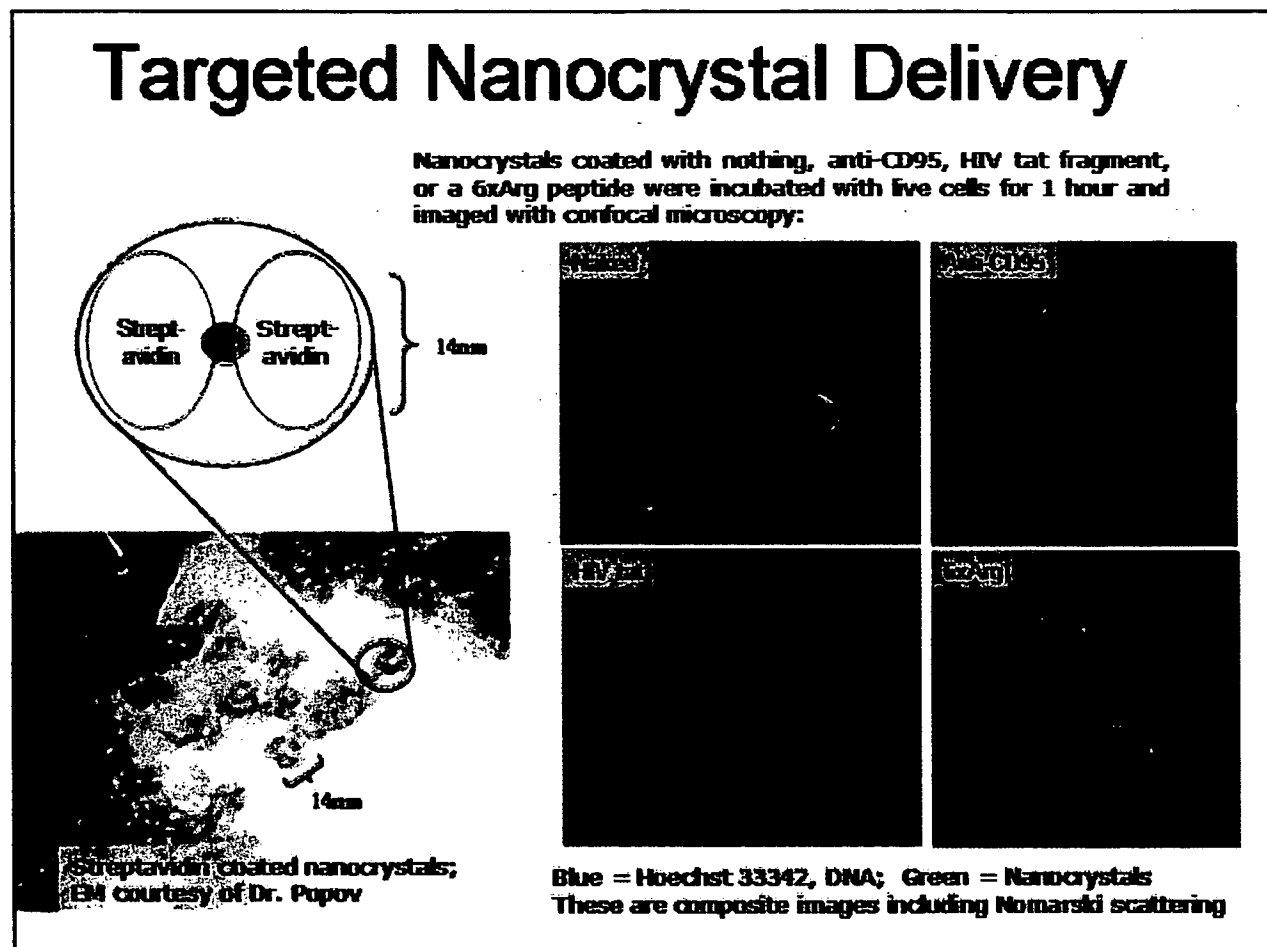 Targeted Nanocrystal Delivery
Nanocrystals coated with nothing, anti-CD95, HIV tat fragment,
or a 6xArg peptide were incubated with live cells for 1 hour and
imaged with confocal microscopy:
Strept-
avidin
Strept-
avidin
14nm
Anti-CD95
HIV tat
6xArg
14nm
Streptavidin coated nanocrystals;
EM courtesy of Dr. Popov
Blue = Hoechst 33342, DNA; Green = Nanocrystals
These are composite images including Nomarski scattering